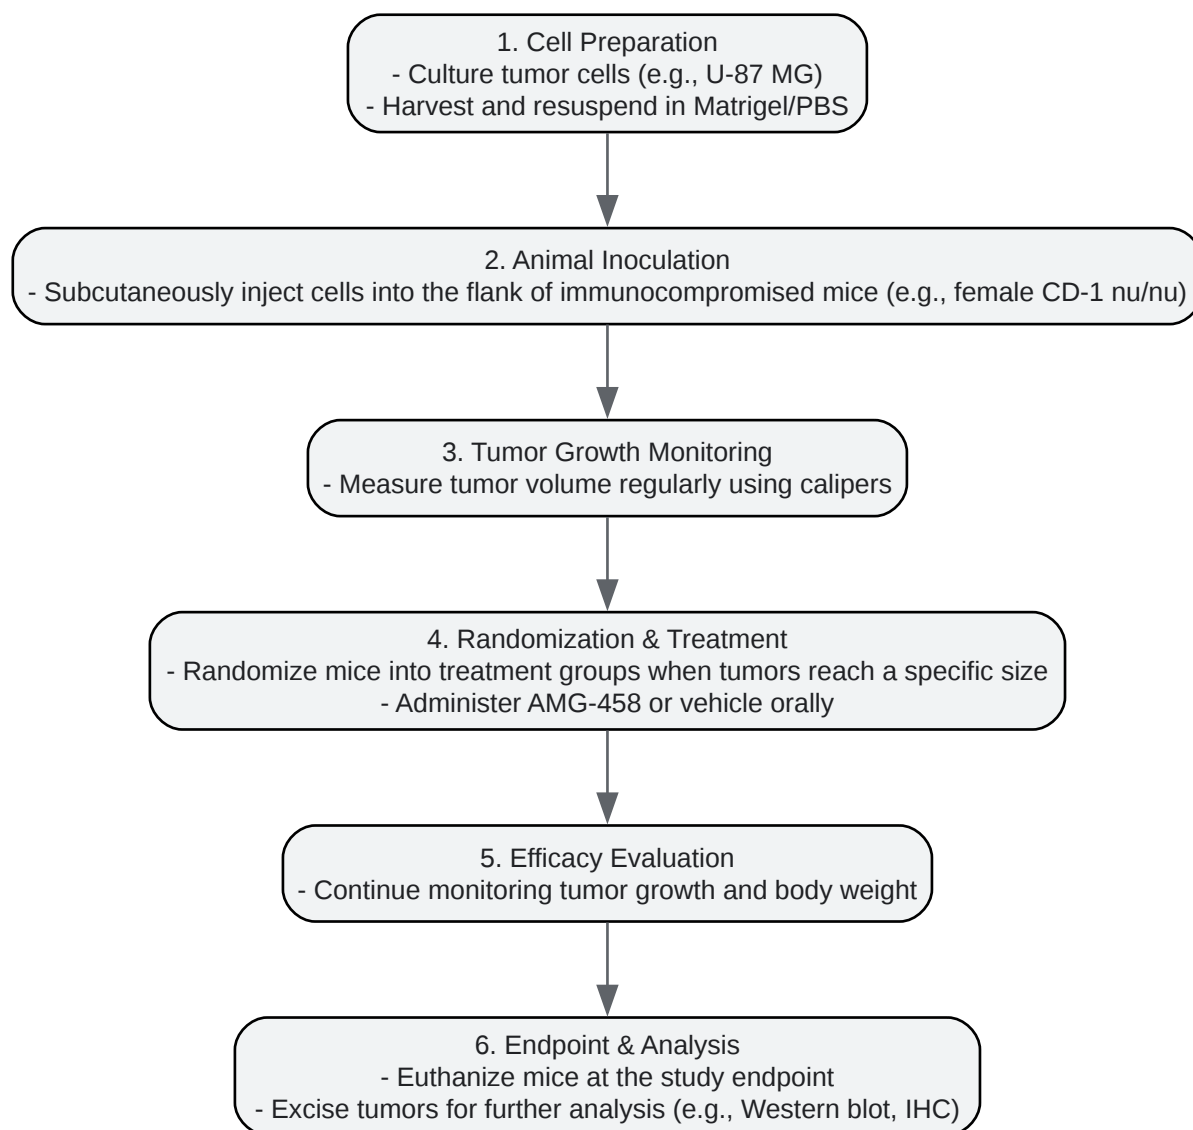 1. Cell Preparation
- Culture tumor cells (e.g., U-87 MG)
- Harvest and resuspend in Matrigel/PBS
2. Animal Inoculation
- Subcutaneously inject cells into the flank of immunocompromised mice (e.g., female CD-1 nu/nu)
3. Tumor Growth Monitoring
- Measure tumor volume regularly using calipers
4. Randomization & Treatment
- Randomize mice into treatment groups when tumors reach a specific size
- Administer AMG-458 or vehicle orally
5. Efficacy Evaluation
- Continue monitoring tumor growth and body weight
6. Endpoint & Analysis
- Euthanize mice at the study endpoint
- Excise tumors for further analysis (e.g., Western blot, IHC)